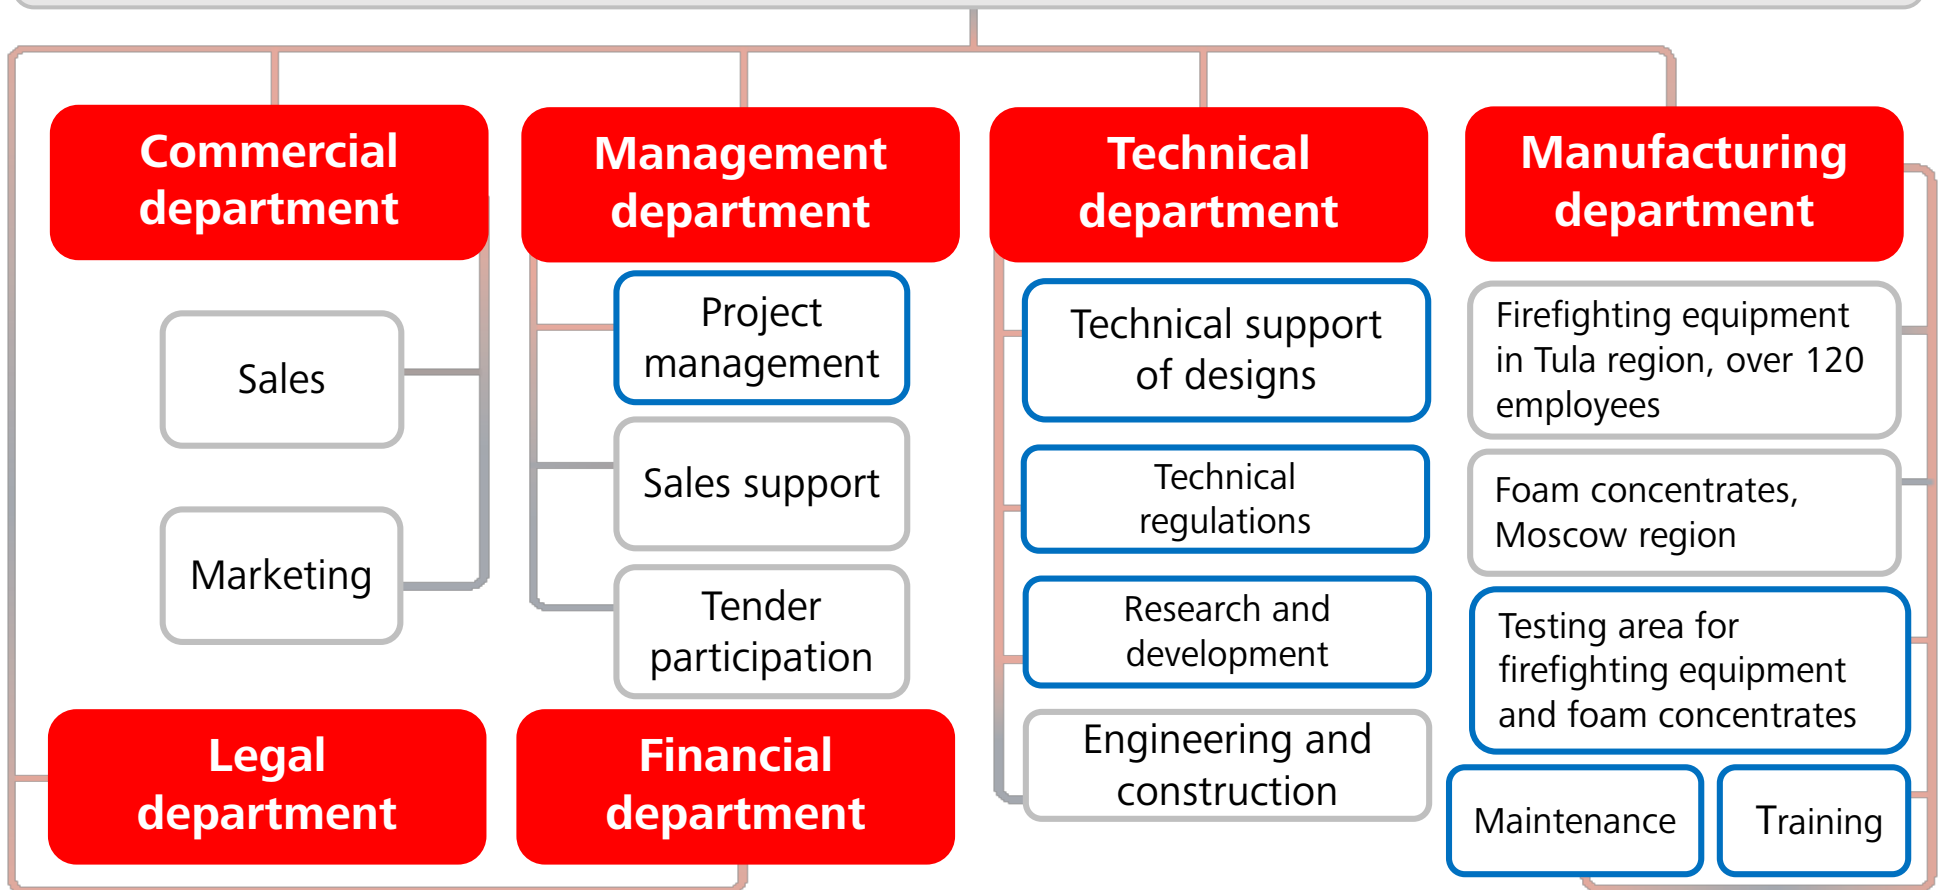 Commercial
department
Sales
Marketing
Management
department
Project
management
Sales support
Tender
participation
Technical
department
Technical support
of designs
Technical
regulations
Research and
development
Engineering and
construction
Manufacturing
department
Firefighting equipment
in Tula region, over 120
employees
Foam concentrates,
Moscow region
Testing area for
firefighting equipment
and foam concentrates
Maintenance
Training
Legal
department
Financial
department